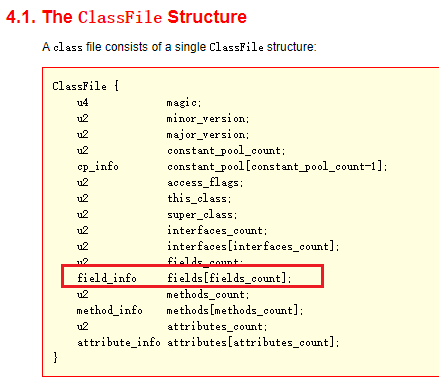 4.1. The ClassFile Structure
A class file consists of a single ClassFile structure:
ClassFile {
u4 magic;
u2 minor_version;
u2 major_version;
u2 constant_pool_count;
cp_info constant_pool[constant_pool_count-1];
u2 access_flags;
u2 this_class;
u2 super_class;
u2 interfaces_count;
u2 interfaces[interfaces_count];
u2 fields_count;
field_info fields[fields_count];
u2 methods_count;
method_info methods[methods_count];
u2 attributes_count;
attribute_info attributes[attributes_count];
}